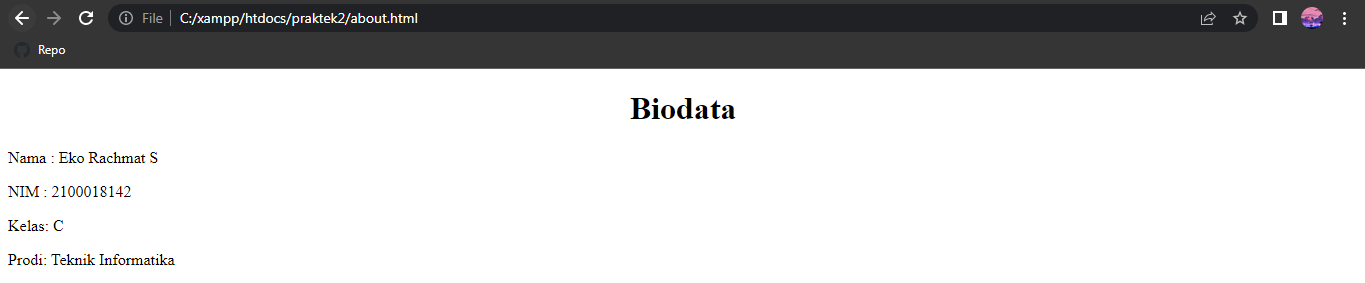 File C:/xampp/htdocs/praktek2/about.html
Repo
Biodata
Nama : Eko Rachmat S
NIM : 2100018142
Kelas: C
Prodi: Teknik Informatika